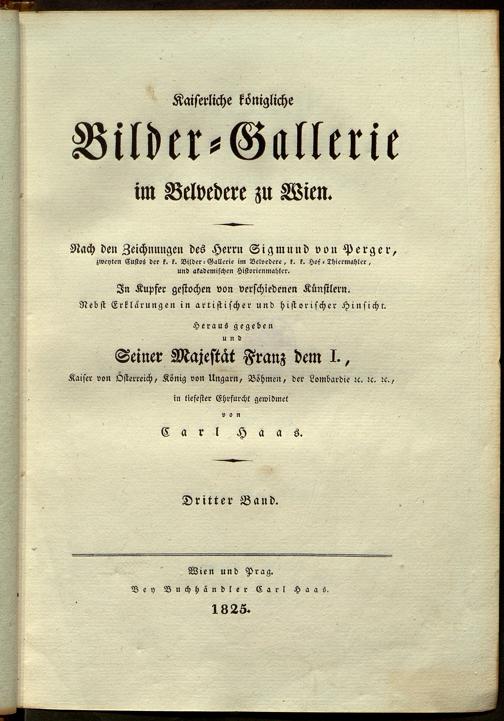 Kaiserliche königliche
Bilder-Gallerie
im Belvedere zu Wien.
Nach den Zeichnungen des Herrn Sigmund von Perger,
zweyten Custos der k. k. Bilder-Gallerie im Belvedere, k. k. Hof-Thiermahler,
und akademischen Historienmahler.
In Kupfer gestochen von verschiedenen Künstlern.
Nebst Erklärungen in artistischer und historischer Hinsicht.
Heraus gegeben
und
Seiner Majestät Franz dem I.,
Kaiser von Österreich, König von Ungarn, Böhmen, der Lombardie ꝛc. ꝛc. ꝛc.,
in tiefester Ehrfurcht gewidmet
von
Carl Haas.
Dritter Band.
Wien und Prag.
Bey Buchhändler Carl Haas.
1825.